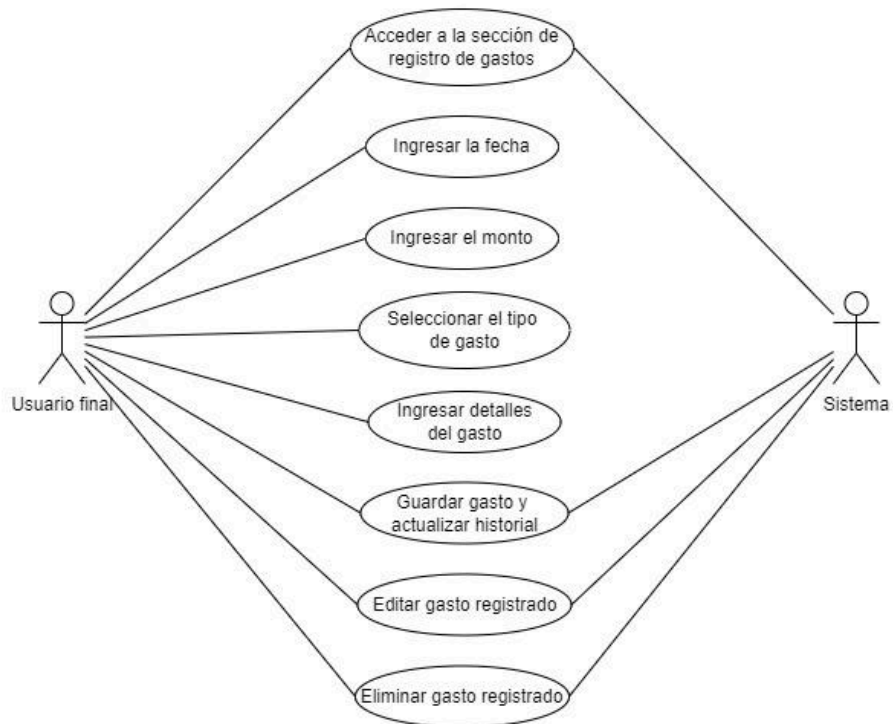 Acceder a la sección de
registro de gastos
Ingresar la fecha
Ingresar el monto
Seleccionar el tipo
de gasto
Usuario final
Sistema
Ingresar detalles
del gasto
Guardar gasto y
actualizar historial
Editar gasto registrado
Eliminar gasto registrado